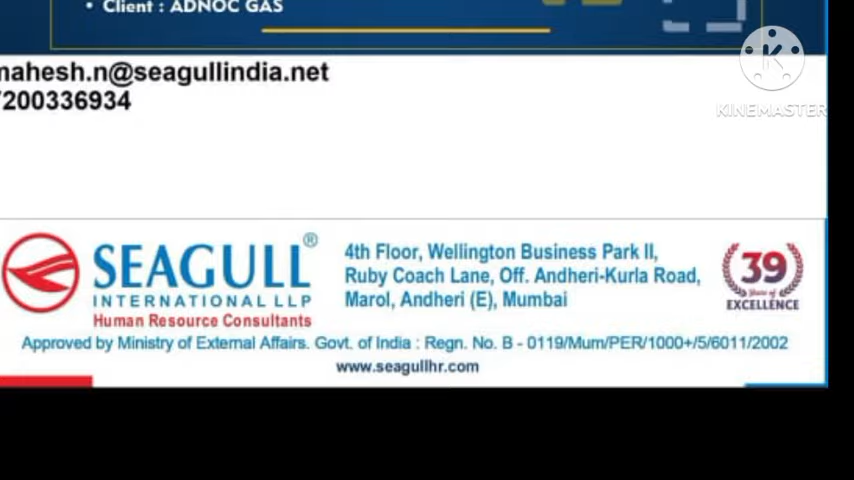 • Client : ADNOC GAS
mahesh.n@seagullindia.net
7200336934
KINEMASTER
SEAGULL®
INTERNATIONAL LLP
Human Resource Consultants
4th Floor, Wellington Business Park II,
Ruby Coach Lane, Off. Andheri-Kurla Road,
Marol, Andheri (E), Mumbai
39
Years of
EXCELLENCE
Approved by Ministry of External Affairs. Govt. of India : Regn. No. B - 0119/Mum/PER/1000+/5/6011/2002
www.seagullhr.com